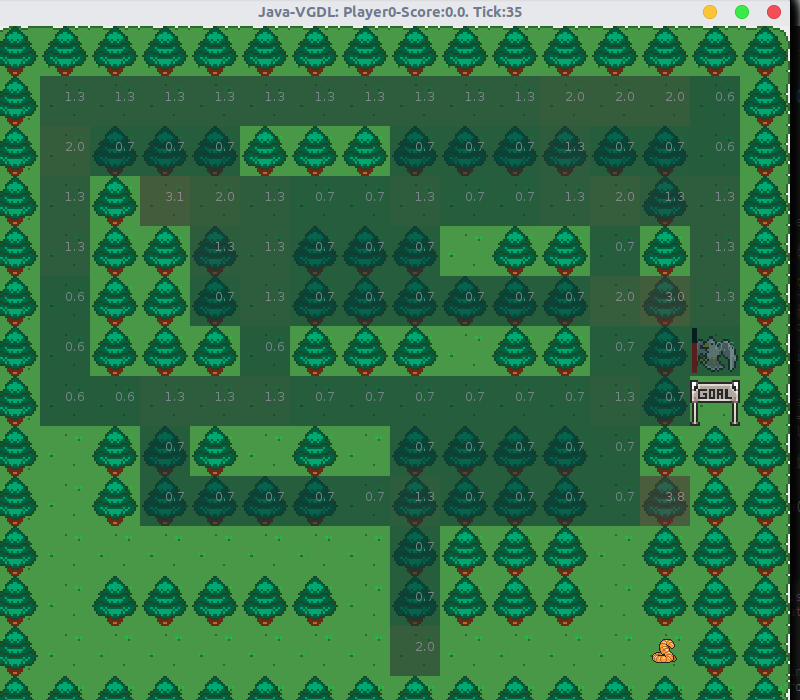 Java-VGDL: Player0-Score:0.0. Tick:35
1.3 1.3 1.3 1.3 1.3 1.3 1.3 1.3 1.3 1.3 2.0 2.0 2.0 0.6
2.0 0.7 0.7 0.7 0.7 0.7 0.7 1.3 0.7 0.7 0.6
1.3 3.1 2.0 1.3 0.7 0.7 1.3 0.7 0.7 1.3 2.0 1.3 1.3
1.3 1.3 1.3 0.7 0.7 0.7 0.7 1.3
0.6 0.7 1.3 0.7 0.7 0.7 0.7 0.7 0.7 2.0 3.0 1.3
0.6 0.6 0.7 0.7
0.6 0.6 1.3 1.3 1.3 0.7 0.7 0.7 0.7 0.7 0.7 1.3 0.7 GOAL
0.7 0.7 0.7 0.7 0.7 0.7
0.7 0.7 0.7 0.7 0.7 1.3 0.7 0.7 0.7 0.7 3.8
0.7
0.7
2.0